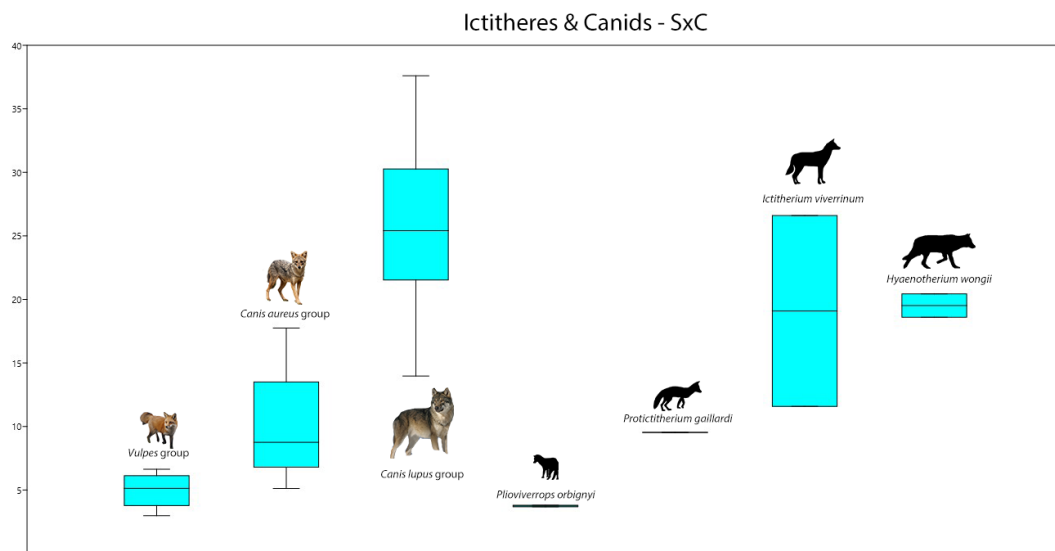 Ictitheres & Canids - SxC
40
35
30
25
20
15
10
5
Vulpes group
Canis aureus group
Canis lupus group
Plioviverrops orbignyi
Protictitherium gaillardi
Ictitherium viverrinum
Hyaenotherium wongii